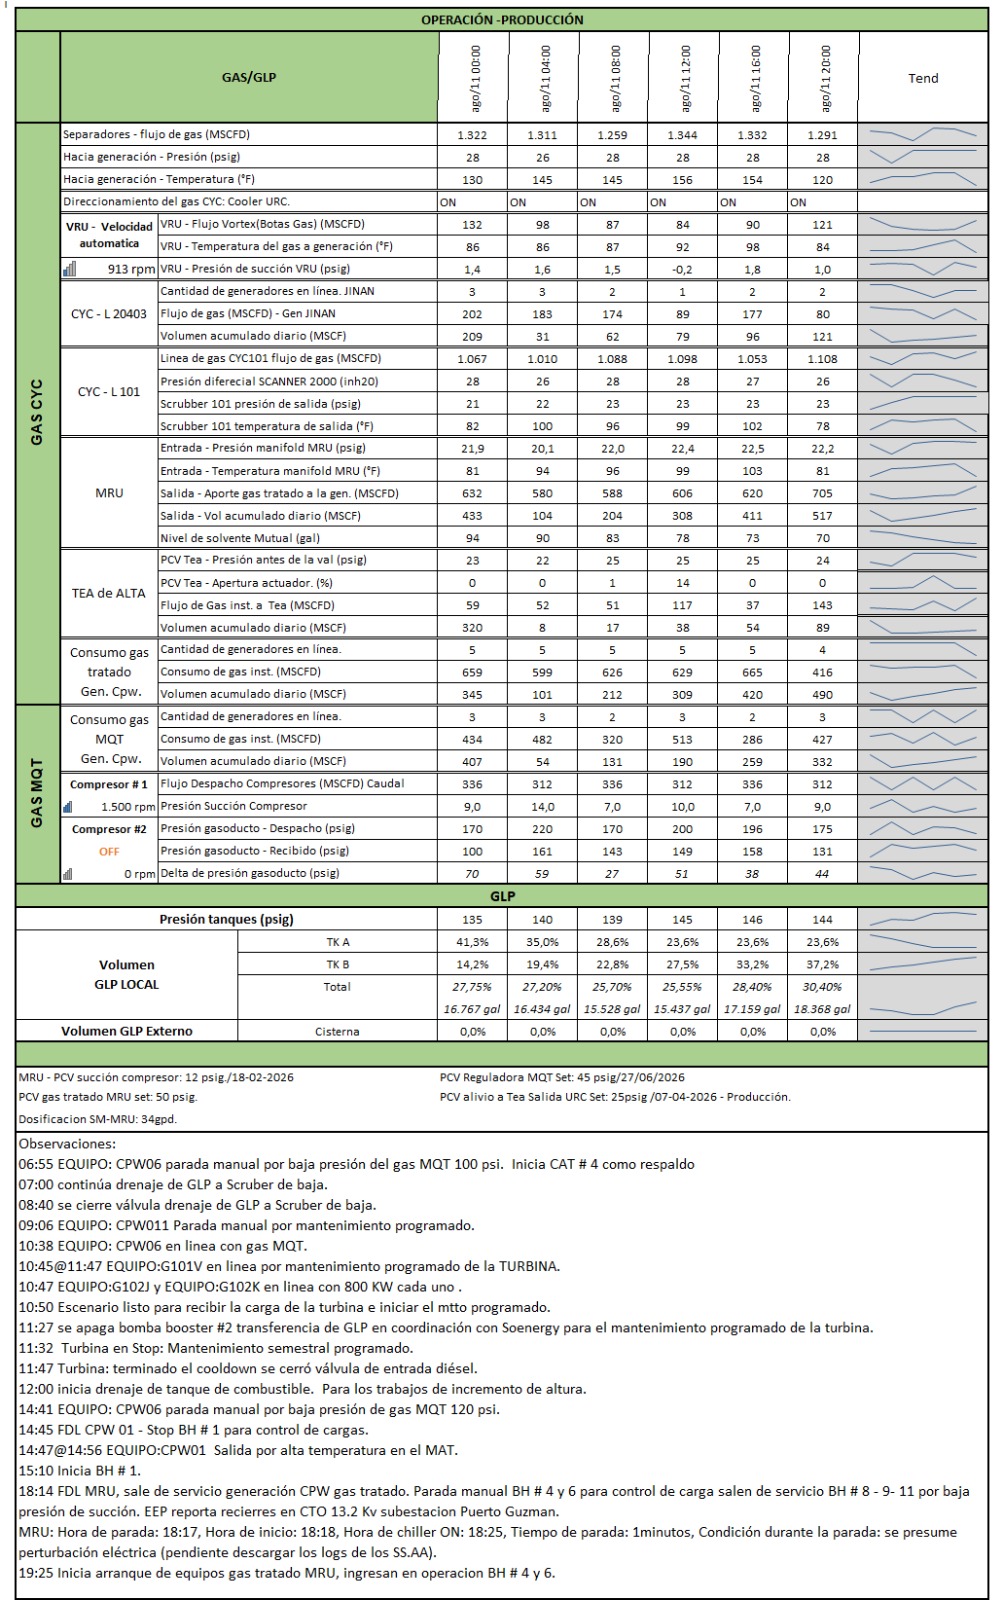 OPERACIÓN -PRODUCCIÓN
GAS/GLP ago/11 00:00 ago/11 04:00 ago/11 08:00 ago/11 12:00 ago/11 16:00 ago/11 20:00 Tend
GAS CYC
Separadores - flujo de gas (MSCFD) 1.322 1.311 1.259 1.344 1.332 1.291
Hacia generación - Presión (psig) 28 26 28 28 28 28
Hacia generación - Temperatura (°F) 130 145 145 156 154 120
Direccionamiento del gas CYC: Cooler URC. ON ON ON ON ON ON
VRU - Velocidad automatica
VRU - Flujo Vortex(Botas Gas) (MSCFD) 132 98 87 84 90 121
VRU - Temperatura del gas a generación (°F) 86 86 87 92 98 84
913 rpm VRU - Presión de succión VRU (psig) 1,4 1,6 1,5 -0,2 1,8 1,0
CYC - L 20403
Cantidad de generadores en línea. JINAN 3 3 2 1 2 2
Flujo de gas (MSCFD) - Gen JINAN 202 183 174 89 177 80
Volumen acumulado diario (MSCF) 209 31 62 79 96 121
CYC - L 101
Linea de gas CYC101 flujo de gas (MSCFD) 1.067 1.010 1.088 1.098 1.053 1.108
Presión diferecial SCANNER 2000 (inh20) 28 26 28 28 27 26
Scrubber 101 presión de salida (psig) 21 22 23 23 23 23
Scrubber 101 temperatura de salida (°F) 82 100 96 99 102 78
MRU
Entrada - Presión manifold MRU (psig) 21,9 20,1 22,0 22,4 22,5 22,2
Entrada - Temperatura manifold MRU (°F) 81 94 96 99 103 81
Salida - Aporte gas tratado a la gen. (MSCFD) 632 580 588 606 620 705
Salida - Vol acumulado diario (MSCF) 433 104 204 308 411 517
Nivel de solvente Mutual (gal) 94 90 83 78 73 70
TEA de ALTA
PCV Tea - Presión antes de la val (psig) 23 22 25 25 25 24
PCV Tea - Apertura actuador. (%) 0 0 1 14 0 0
Flujo de Gas inst. a Tea (MSCFD) 59 52 51 117 37 143
Volumen acumulado diario (MSCF) 320 8 17 38 54 89
Consumo gas tratado Gen. Cpw.
Cantidad de generadores en línea. 5 5 5 5 5 4
Consumo de gas inst. (MSCFD) 659 599 626 629 665 416
Volumen acumulado diario (MSCF) 345 101 212 309 420 490
GAS MQT
Consumo gas MQT Gen. Cpw.
Cantidad de generadores en línea. 3 3 2 3 2 3
Consumo de gas inst. (MSCFD) 434 482 320 513 286 427
Volumen acumulado diario (MSCF) 407 54 131 190 259 332
Compresor # 1 Flujo Despacho Compresores (MSCFD) Caudal 336 312 336 312 336 312
1.500 rpm Presión Succión Compresor 9,0 14,0 7,0 10,0 7,0 9,0
Compresor #2 Presión gasoducto - Despacho (psig) 170 220 170 200 196 175
OFF Presión gasoducto - Recibido (psig) 100 161 143 149 158 131
0 rpm Delta de presión gasoducto (psig) 70 59 27 51 38 44
GLP
Presión tanques (psig) 135 140 139 145 146 144
Volumen GLP LOCAL
TK A 41,3% 35,0% 28,6% 23,6% 23,6% 23,6%
TK B 14,2% 19,4% 22,8% 27,5% 33,2% 37,2%
Total 27,75% 27,20% 25,70% 25,55% 28,40% 30,40%
16.767 gal 16.434 gal 15.528 gal 15.437 gal 17.159 gal 18.368 gal
Volumen GLP Externo Cisterna 0,0% 0,0% 0,0% 0,0% 0,0% 0,0%
MRU - PCV succión compresor: 12 psig./18-02-2026 PCV Reguladora MQT Set: 45 psig/27/06/2026
PCV gas tratado MRU set: 50 psig. PCV alivio a Tea Salida URC Set: 25psig /07-04-2026 - Producción.
Dosificacion SM-MRU: 34gpd.
Observaciones:
06:55 EQUIPO: CPW06 parada manual por baja presión del gas MQT 100 psi. Inicia CAT # 4 como respaldo
07:00 continúa drenaje de GLP a Scruber de baja.
08:40 se cierre válvula drenaje de GLP a Scruber de baja.
09:06 EQUIPO: CPW011 Parada manual por mantenimiento programado.
10:38 EQUIPO: CPW06 en linea con gas MQT.
10:45@11:47 EQUIPO:G101V en linea por mantenimiento programado de la TURBINA.
10:47 EQUIPO:G102J y EQUIPO:G102K en linea con 800 KW cada uno .
10:50 Escenario listo para recibir la carga de la turbina e iniciar el mtto programado.
11:27 se apaga bomba booster #2 transferencia de GLP en coordinación con Soenergy para el mantenimiento programado de la turbina.
11:32 Turbina en Stop: Mantenimiento semestral programado.
11:47 Turbina: terminado el cooldown se cerró válvula de entrada diésel.
12:00 inicia drenaje de tanque de combustible. Para los trabajos de incremento de altura.
14:41 EQUIPO: CPW06 parada manual por baja presión de gas MQT 120 psi.
14:45 FDL CPW 01 - Stop BH # 1 para control de cargas.
14:47@14:56 EQUIPO:CPW01 Salida por alta temperatura en el MAT.
15:10 Inicia BH # 1.
18:14 FDL MRU, sale de servicio generación CPW gas tratado. Parada manual BH # 4 y 6 para control de carga salen de servicio BH # 8 - 9- 11 por baja
presión de succión. EEP reporta recierres en CTO 13.2 Kv subestacion Puerto Guzman.
MRU: Hora de parada: 18:17, Hora de inicio: 18:18, Hora de chiller ON: 18:25, Tiempo de parada: 1minutos, Condición durante la parada: se presume
perturbación eléctrica (pendiente descargar los logs de los SS.AA).
19:25 Inicia arranque de equipos gas tratado MRU, ingresan en operacion BH # 4 y 6.